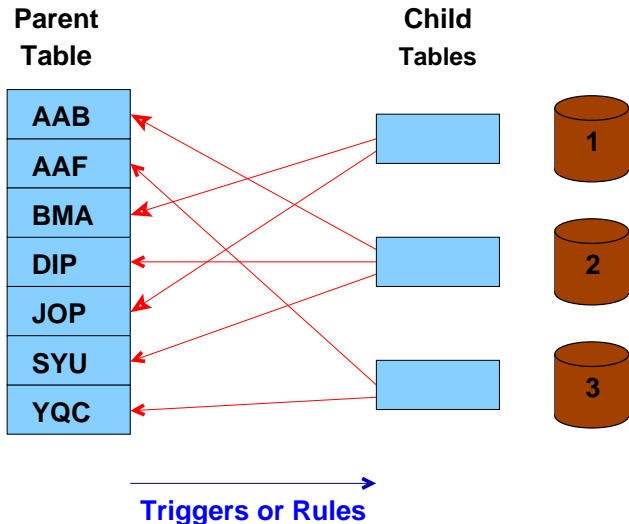 Parent
Table
Child
Tables
AAB
AAF
BMA
DIP
JOP
SYU
YQC
1
2
3
Triggers or Rules